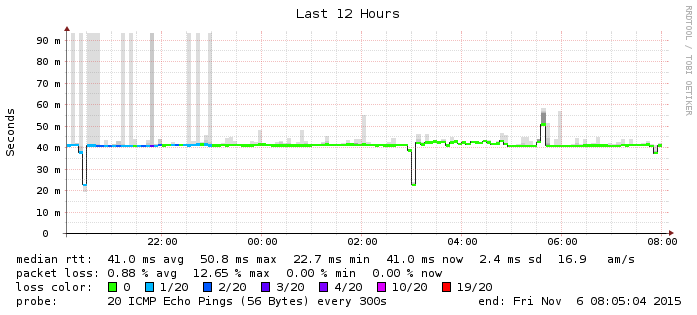 Last 12 Hours
RRDTOOL / TOBI OETIKER
Seconds
90 m
80 m
70 m
60 m
50 m
40 m
30 m
20 m
10 m
0
22:00 00:00 02:00 04:00 06:00 08:00
median rtt: 41.0 ms avg 50.8 ms max 22.7 ms min 41.0 ms now 2.4 ms sd 16.9 am/s
packet loss: 0.88 % avg 12.65 % max 0.00 % min 0.00 % now
loss color: 0 1/20 2/20 3/20 4/20 10/20 19/20
probe: 20 ICMP Echo Pings (56 Bytes) every 300s end: Fri Nov 6 08:05:04 2015